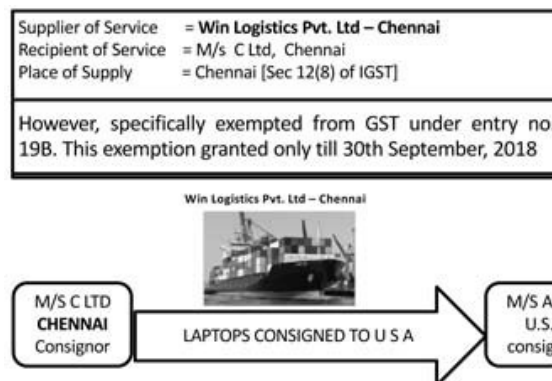 Supplier of Service = Win Logistics Pvt. Ltd – Chennai
Recipient of Service = M/s C Ltd, Chennai
Place of Supply = Chennai [Sec 12(8) of IGST]
However, specifically exempted from GST under entry no
19B. This exemption granted only till 30th September, 2018
Win Logistics Pvt. Ltd – Chennai
M/S C LTD
CHENNAI
Consignor
LAPTOPS CONSIGNED TO U S A
M/S A
U.S.
consig